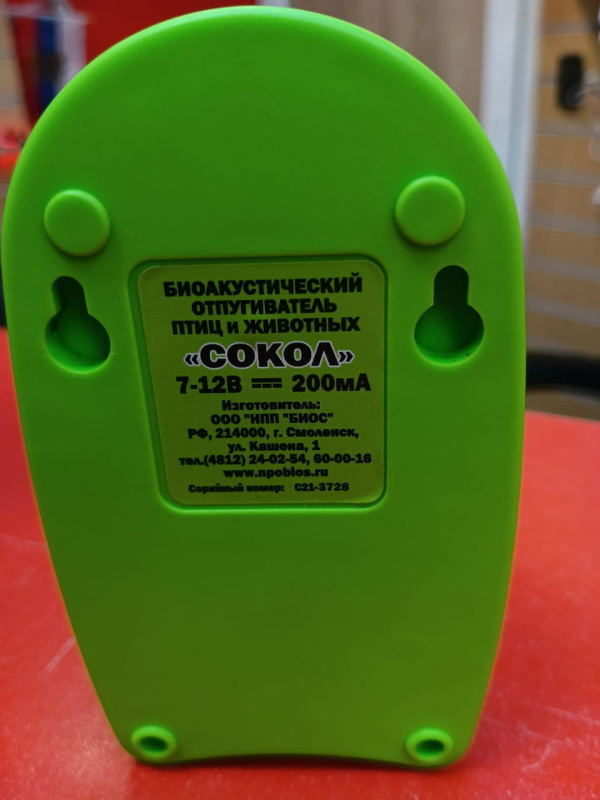 БИОАКУСТИЧЕСКИЙ
ОТПУГИВАТЕЛЬ
ПТИЦ и ЖИВОТНЫХ
«СОКОЛ»
7-12В ⎓ 200мА
Изготовитель:
ООО "НПП "БИОС"
РФ, 214000, г. Смоленск,
ул. Кашена, 1
тел.(4812) 24-02-54, 60-00-16
www.npobios.ru
Серийный номер: С21-3728